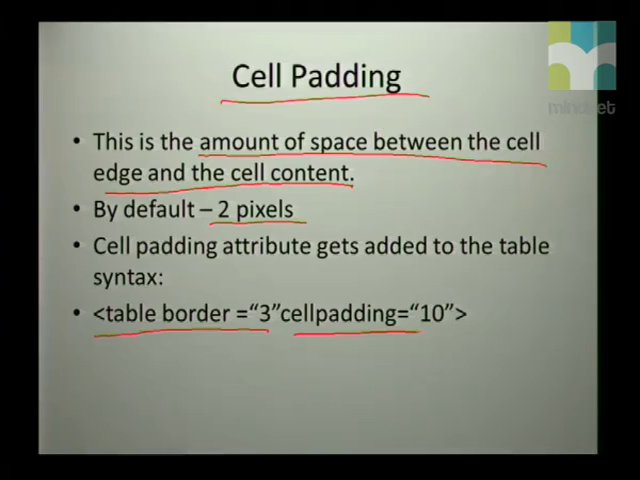 Cell Padding
mindset
• This is the amount of space between the cell
edge and the cell content.
• By default – 2 pixels
• Cell padding attribute gets added to the table
syntax:
• <table border =“3”cellpadding=“10”>